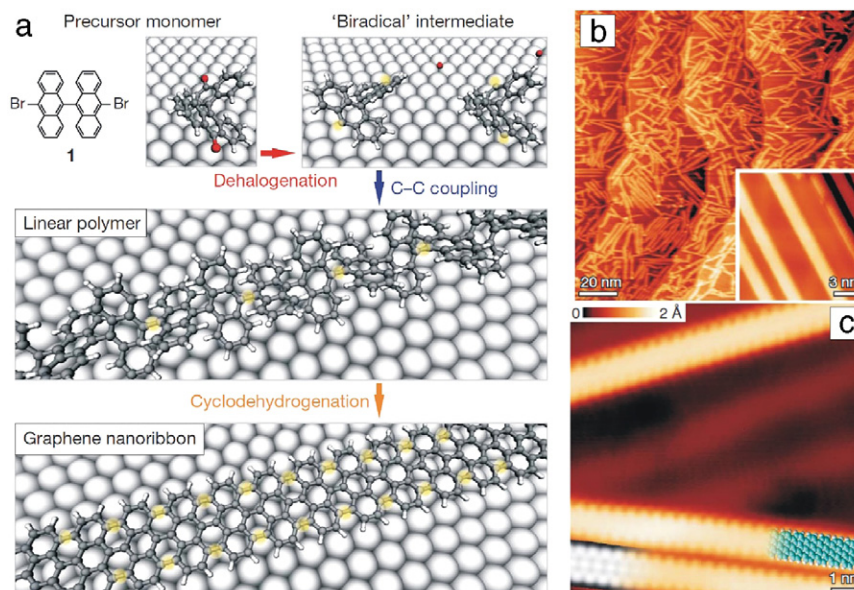 a
Precursor monomer
'Biradical' intermediate
Br
Br
1
Dehalogenation
C–C coupling
Linear polymer
Cyclodehydrogenation
Graphene nanoribbon
b
20 nm
3 nm
0
2 Å
c
1 nm